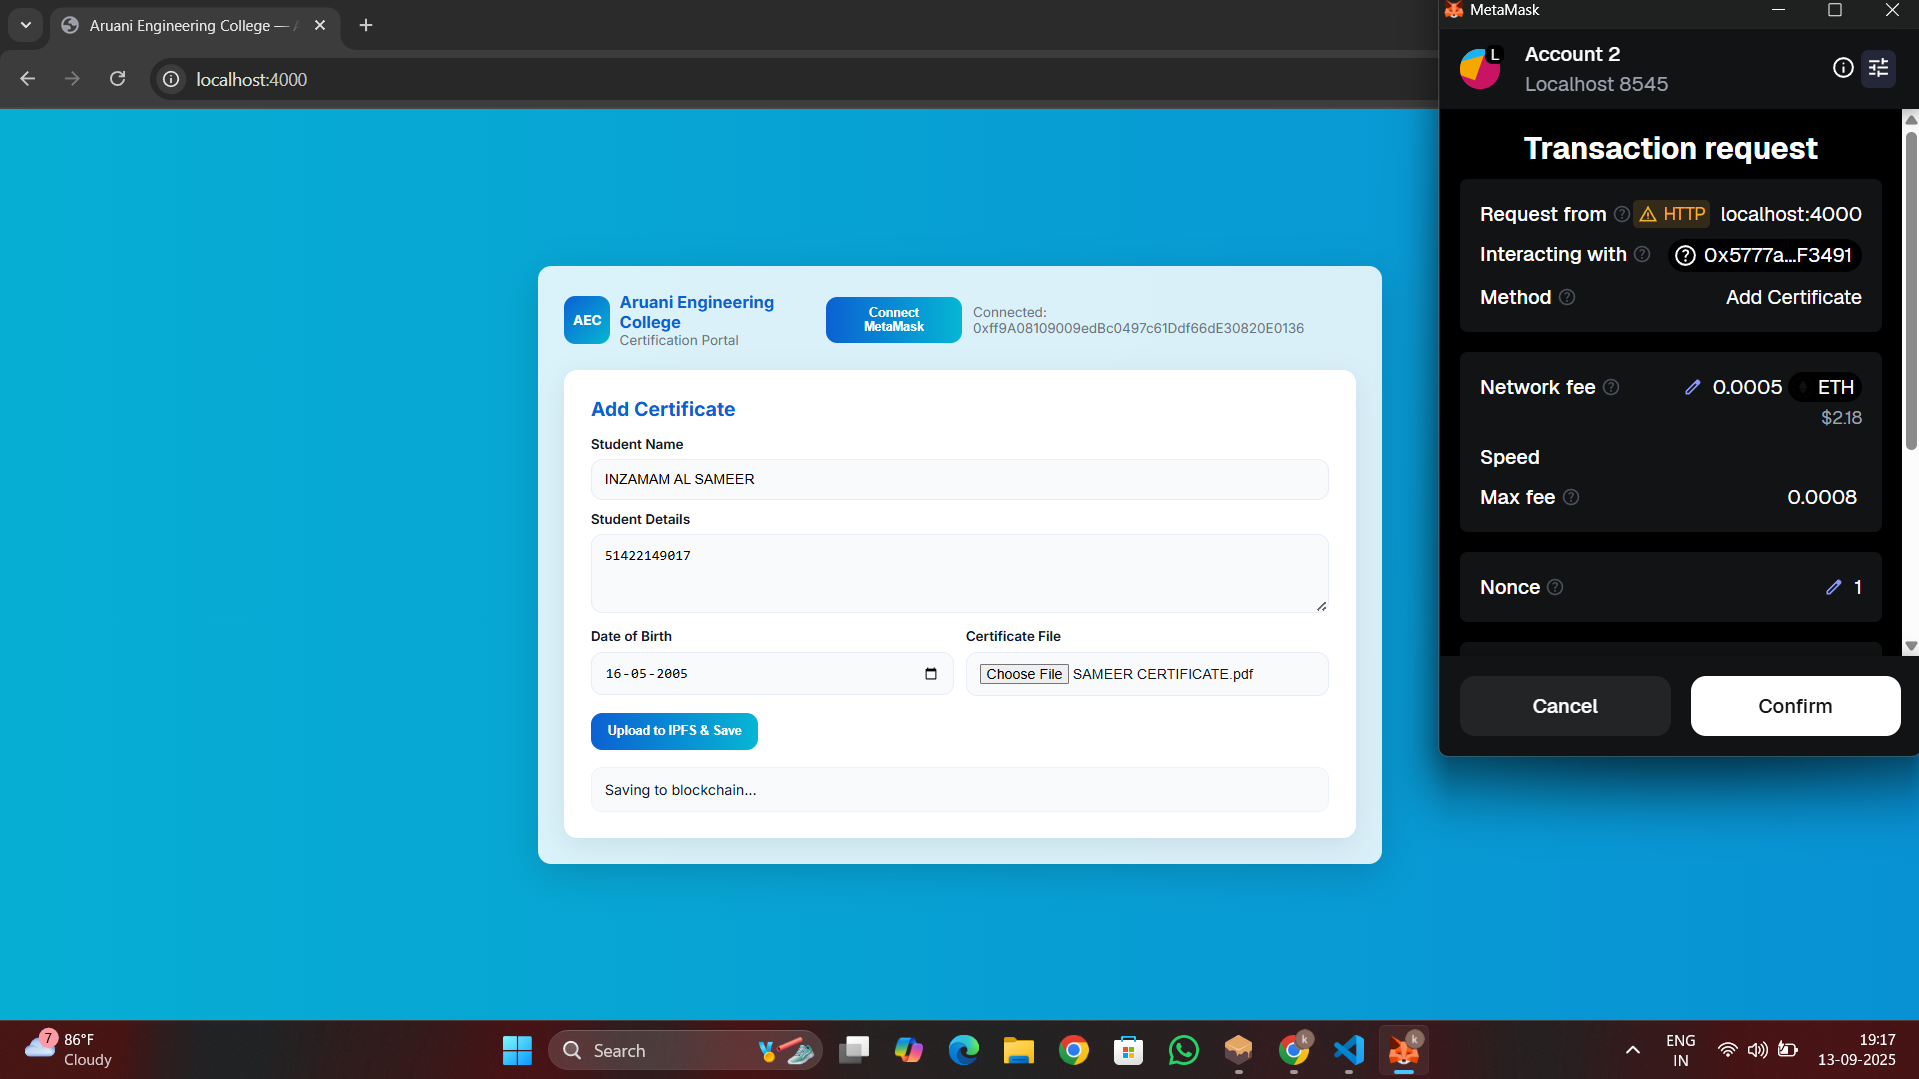 Aruani Engineering College —
localhost:4000
AEC
Aruani Engineering
College
Certification Portal
Connect
MetaMask
Connected:
0xff9A08109009edBc0497c61Ddf66dE30820E0136
Add Certificate
Student Name
INZAMAM AL SAMEER
Student Details
51422149017
Date of Birth
Certificate File
16-05-2005
Choose File SAMEER CERTIFICATE.pdf
Upload to IPFS & Save
Saving to blockchain...
MetaMask
L
Account 2
Localhost 8545
Transaction request
Request from HTTP localhost:4000
Interacting with 0x5777a...F3491
Method Add Certificate
Network fee 0.0005 ETH
$2.18
Speed
Max fee 0.0008
Nonce 1
Cancel
Confirm
7
86°F
Cloudy
Search
k
k
ENG
IN
19:17
13-09-2025